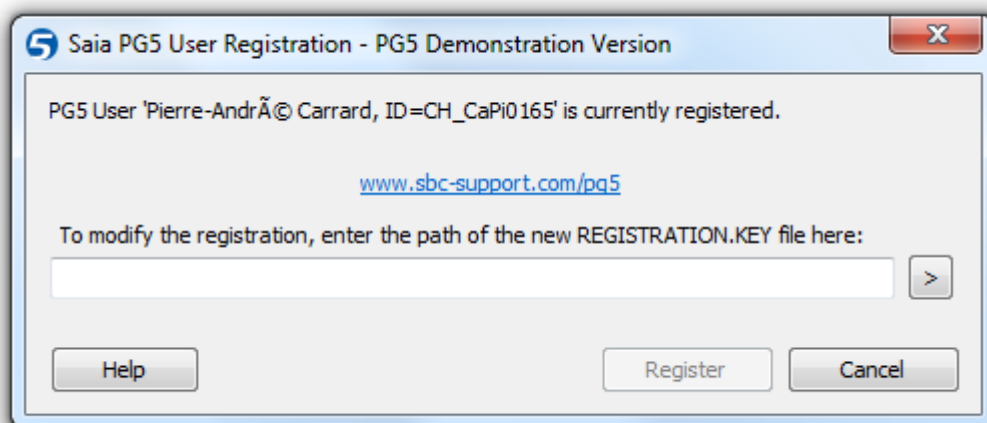 Saia PG5 User Registration - PG5 Demonstration Version
PG5 User 'Pierre-AndrÃ© Carrard, ID=CH_CaPi0165' is currently registered.
www.sbc-support.com/pg5
To modify the registration, enter the path of the new REGISTRATION.KEY file here:
>
Help
Register
Cancel